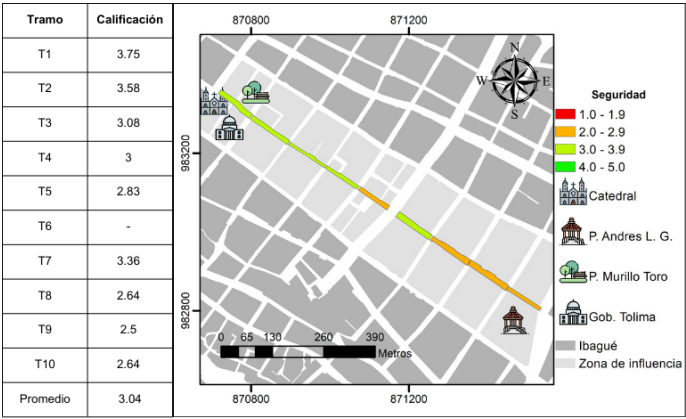 Tramo Calificación
T1 3.75
T2 3.58
T3 3.08
T4 3
T5 2.83
T6 -
T7 3.36
T8 2.64
T9 2.5
T10 2.64
Promedio 3.04
870800 871200
983200
982800
N
W E
S
0 65 130 260 390
Metros
870800 871200
Seguridad
1.0 - 1.9
2.0 - 2.9
3.0 - 3.9
4.0 - 5.0
Catedral
P. Andres L. G.
P. Murillo Toro
Gob. Tolima
Ibagué
Zona de influencia